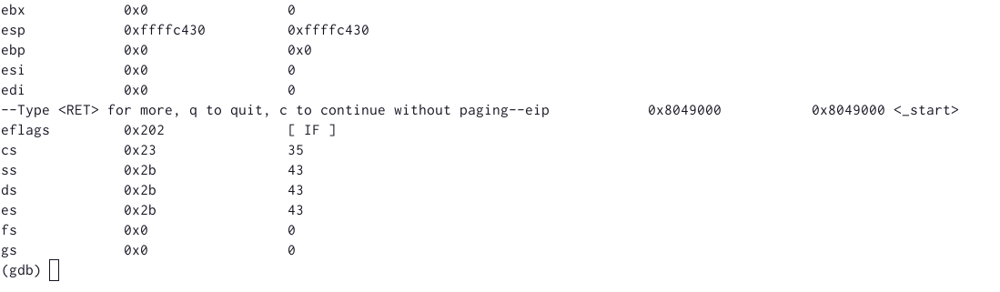 ebx            0x0                 0
esp            0xffffc430          0xffffc430
ebp            0x0                 0x0
esi            0x0                 0
edi            0x0                 0
--Type <RET> for more, q to quit, c to continue without paging--eip            0x8049000           0x8049000 <_start>
eflags         0x202               [ IF ]
cs             0x23                35
ss             0x2b                43
ds             0x2b                43
es             0x2b                43
fs             0x0                 0
gs             0x0                 0
(gdb)